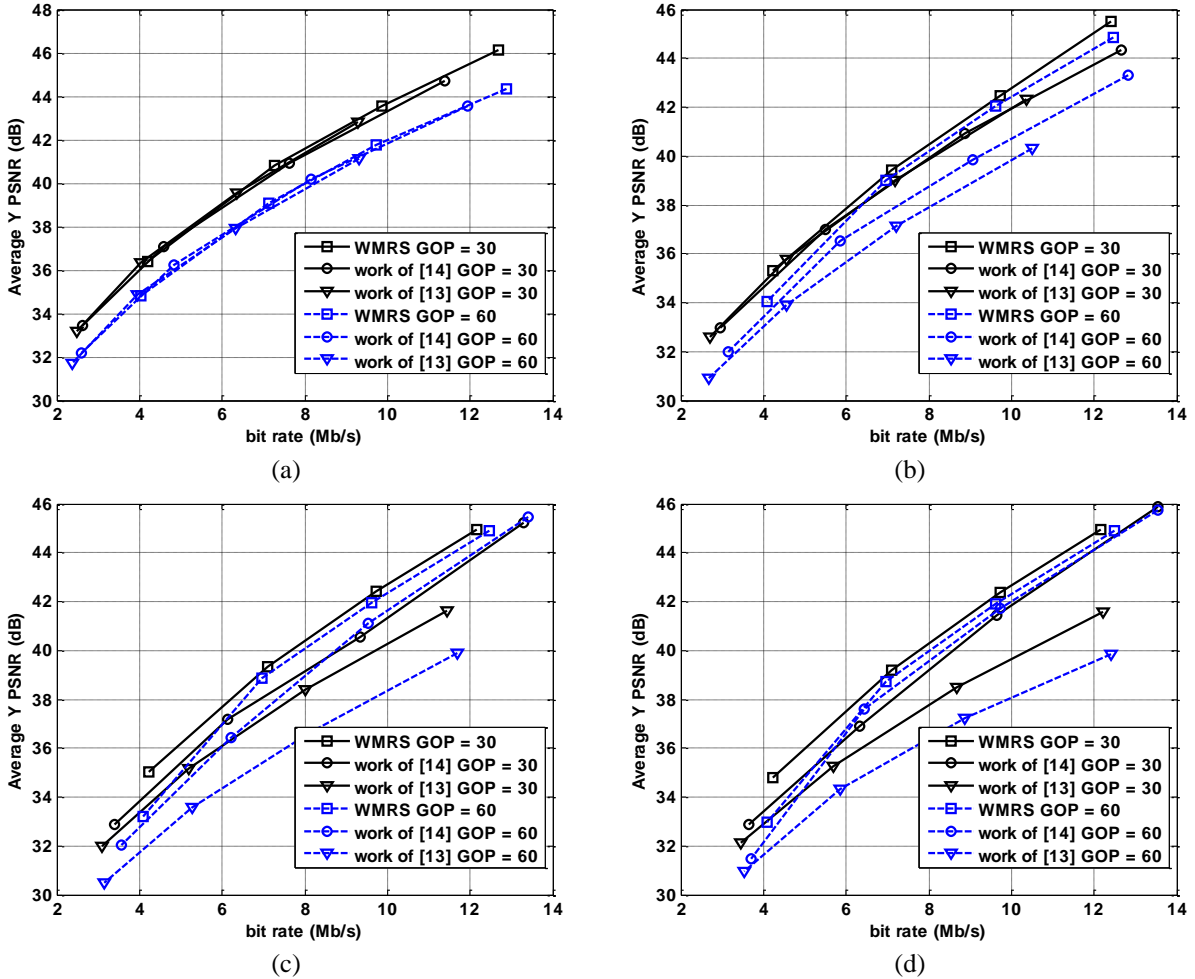 48
46
44
42
40
38
36
34
32
30
Average Y PSNR (dB)
WMRS GOP = 30
work of [14] GOP = 30
work of [13] GOP = 30
WMRS GOP = 60
work of [14] GOP = 60
work of [13] GOP = 60
2 4 6 8 10 12 14
bit rate (Mb/s)
(a)
46
44
42
40
38
36
34
32
30
Average Y PSNR (dB)
WMRS GOP = 30
work of [14] GOP = 30
work of [13] GOP = 30
WMRS GOP = 60
work of [14] GOP = 60
work of [13] GOP = 60
2 4 6 8 10 12 14
bit rate (Mb/s)
(b)
46
44
42
40
38
36
34
32
30
Average Y PSNR (dB)
WMRS GOP = 30
work of [14] GOP = 30
work of [13] GOP = 30
WMRS GOP = 60
work of [14] GOP = 60
work of [13] GOP = 60
2 4 6 8 10 12 14
bit rate (Mb/s)
(c)
46
44
42
40
38
36
34
32
30
Average Y PSNR (dB)
WMRS GOP = 30
work of [14] GOP = 30
work of [13] GOP = 30
WMRS GOP = 60
work of [14] GOP = 60
work of [13] GOP = 60
2 4 6 8 10 12 14
bit rate (Mb/s)
(d)